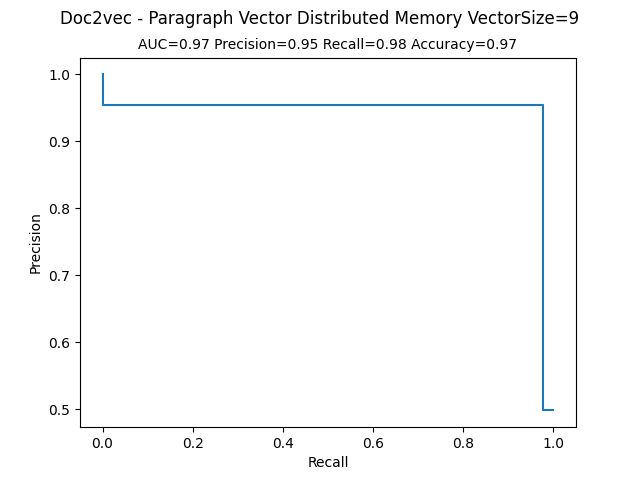 Doc2vec - Paragraph Vector Distributed Memory VectorSize=9
AUC=0.97 Precision=0.95 Recall=0.98 Accuracy=0.97
1.0
0.9
0.8
0.7
0.6
0.5
Precision
0.0 0.2 0.4 0.6 0.8 1.0
Recall